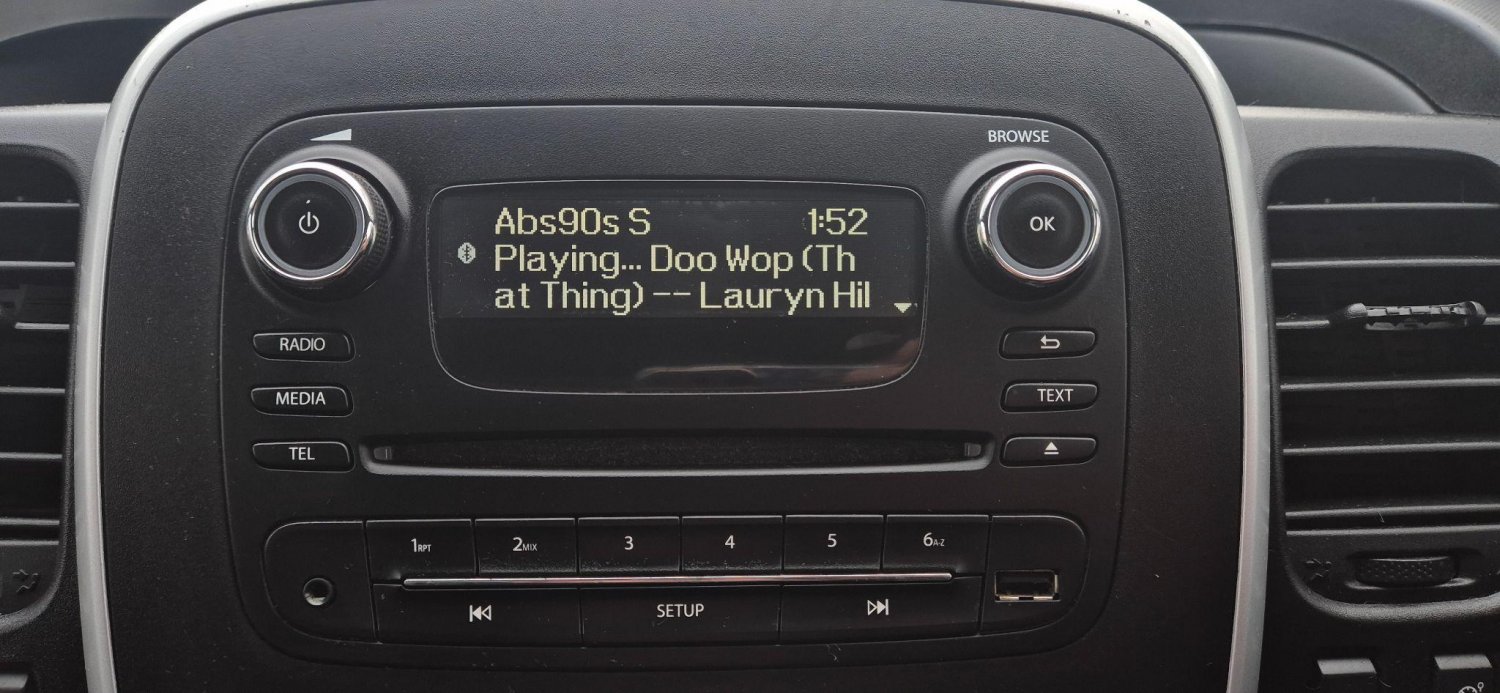 BROWSE
Abs90s S 1:52
Playing... Doo Wop (Th
at Thing) -- Lauryn Hil
OK
RADIO
MEDIA
TEXT
TEL
1RPT 2MIX 3 4 5 6A-Z
SETUP